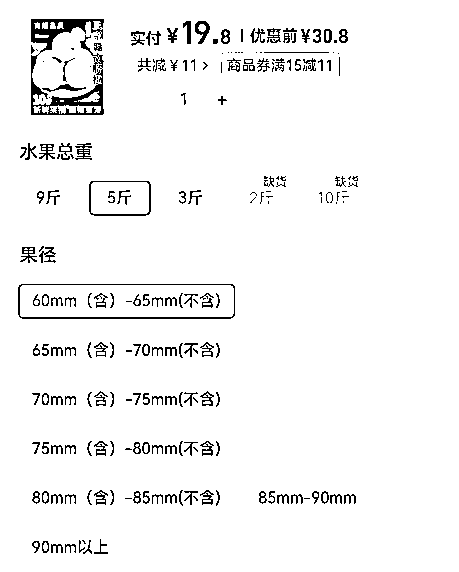 实付 ¥19.8 | 优惠前 ¥30.8
共减 ¥11 > 商品券满15减11
1 +
水果总重
缺货 缺货
9斤 5斤 3斤 2斤 10斤
果径
60mm（含）-65mm(不含)
65mm（含）-70mm(不含)
70mm（含）-75mm(不含)
75mm（含）-80mm(不含)
80mm（含）-85mm(不含) 85mm-90mm
90mm以上